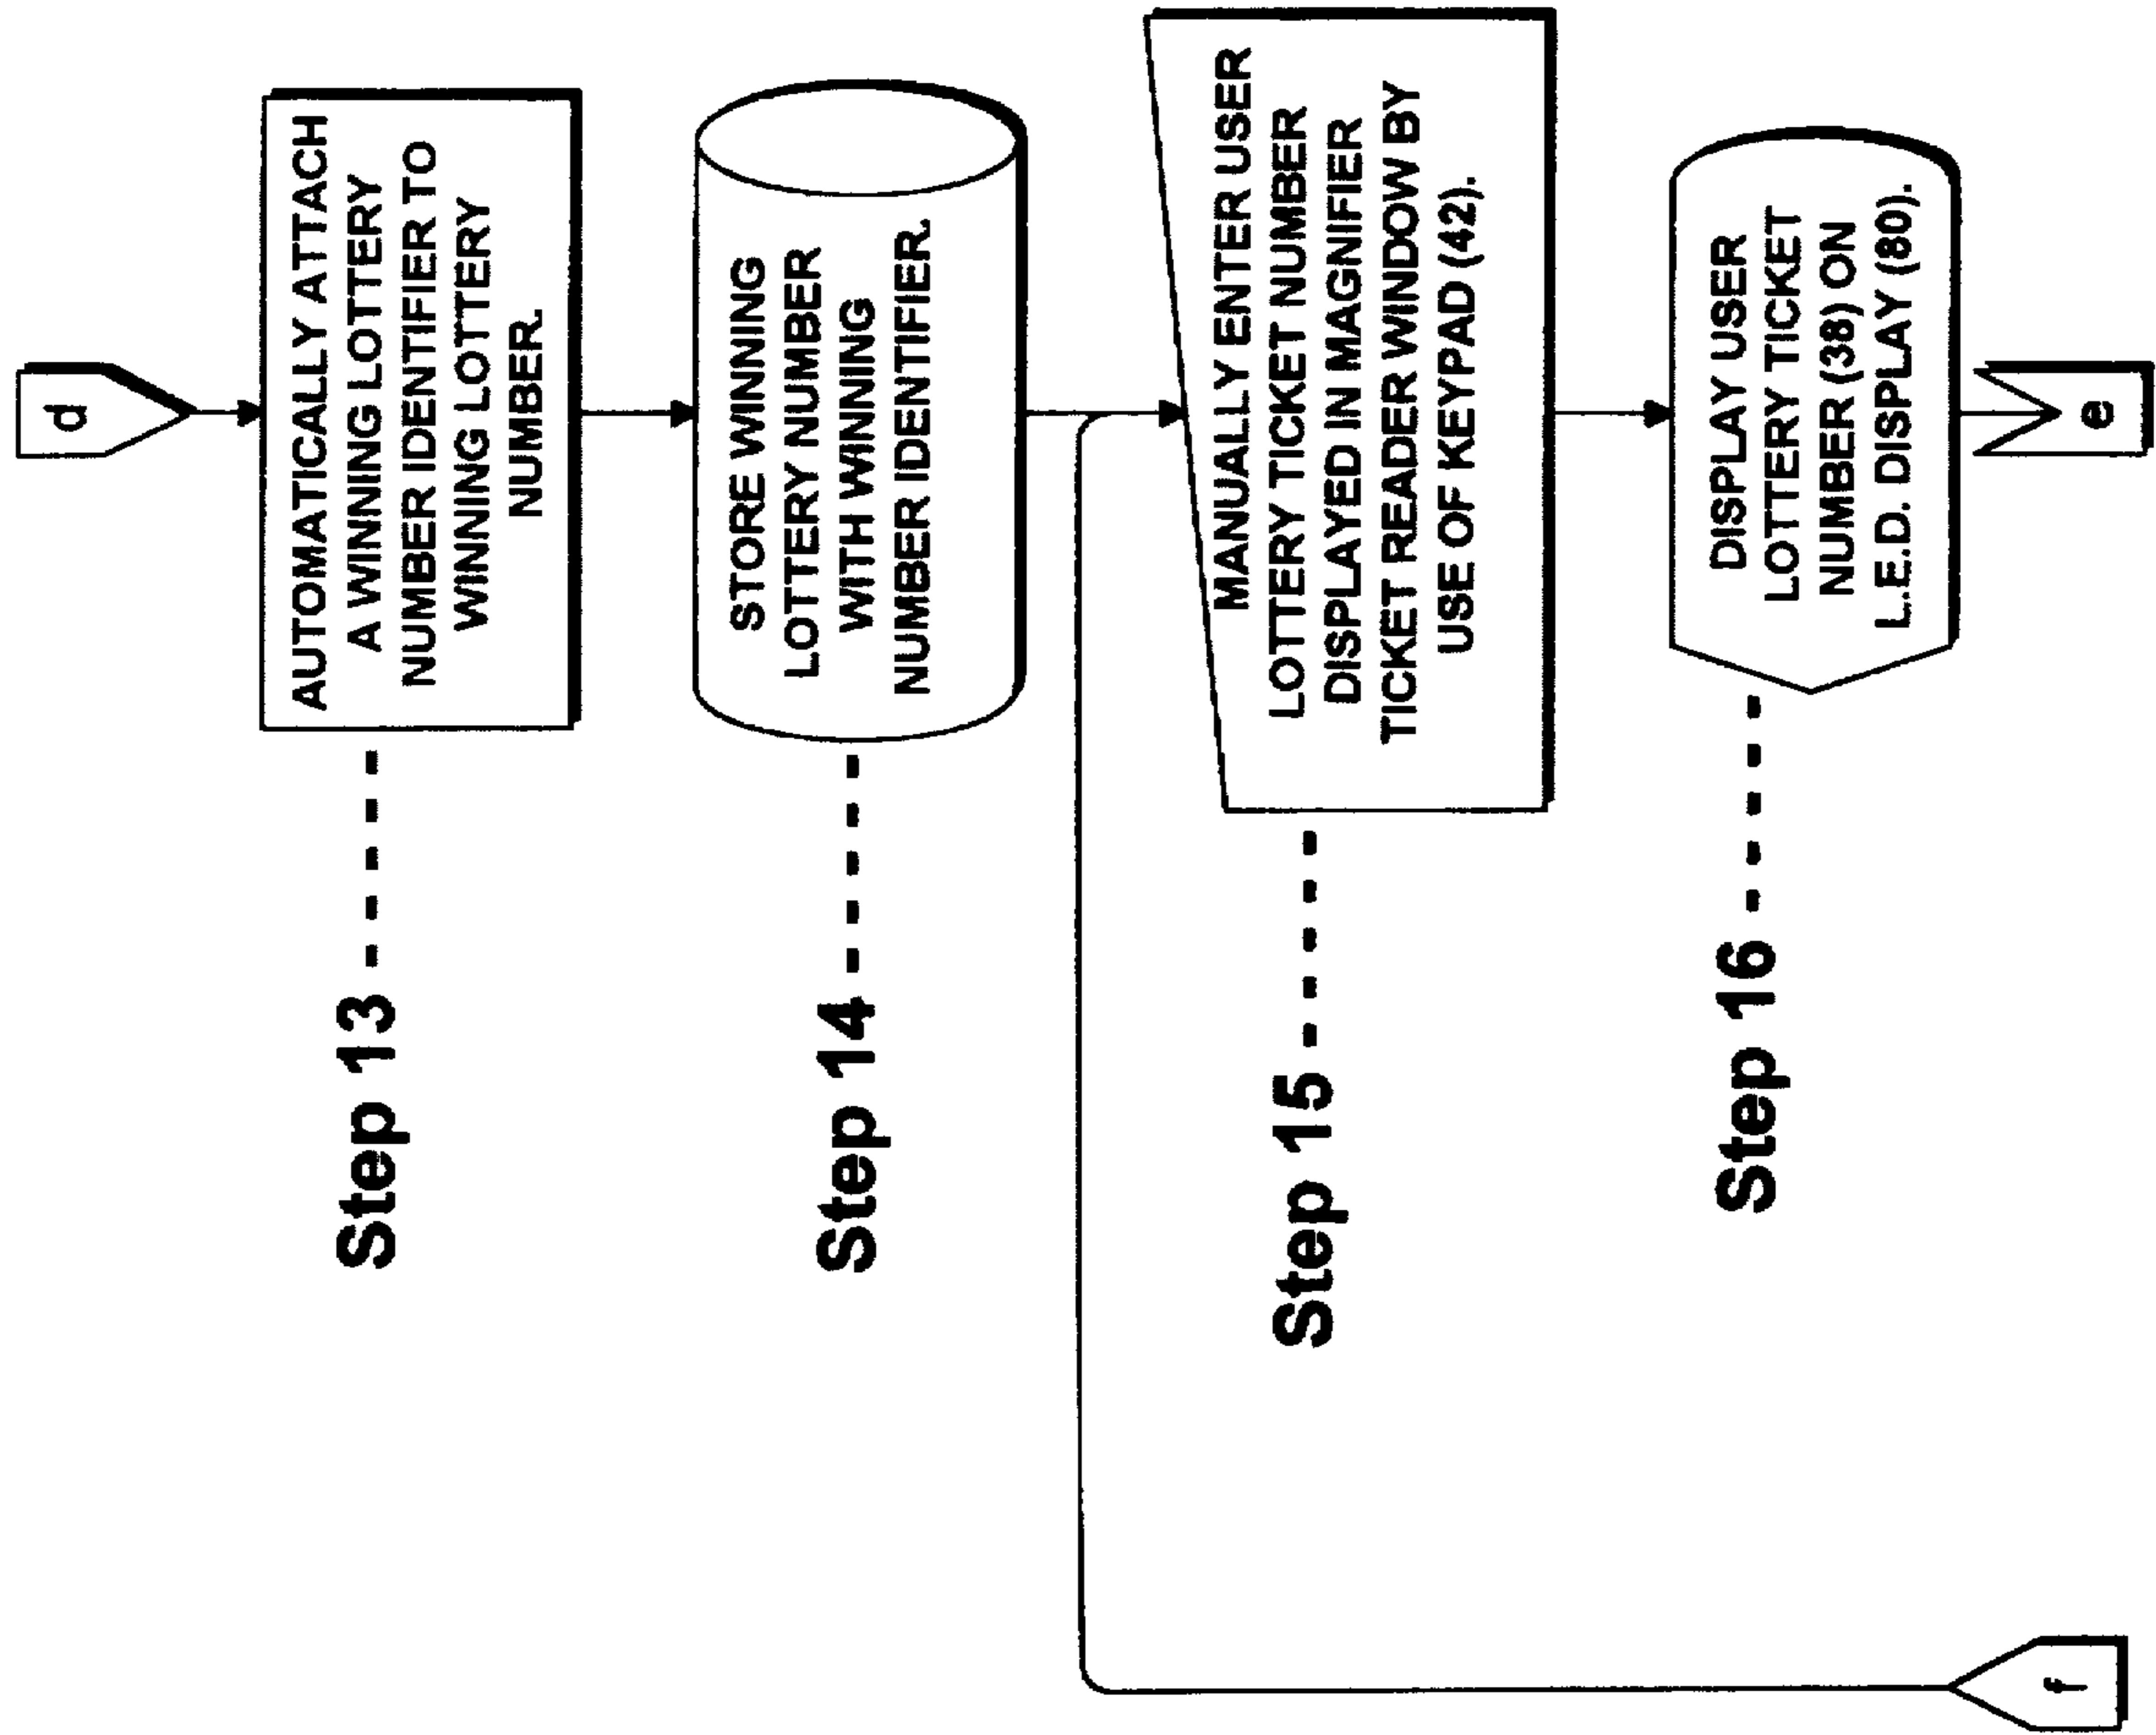 d
AUTOMATICALLY ATTACH
A WINNING LOTTERY
NUMBER IDENTIFIER TO
WINNING LOTTERY
NUMBER.
Step 13
STORE WINNING
LOTTERY NUMBER
WITH WINNING
NUMBER IDENTIFIER.
Step 14
MANUALLY ENTER USER
LOTTERY TICKET NUMBER
DISPLAYED IN MAGNIFIER
TICKET READER WINDOW BY
USE OF KEYPAD (42).
Step 15
DISPLAY USER
LOTTERY TICKET
NUMBER (38) ON
L.E.D. DISPLAY (80).
Step 16
e
f